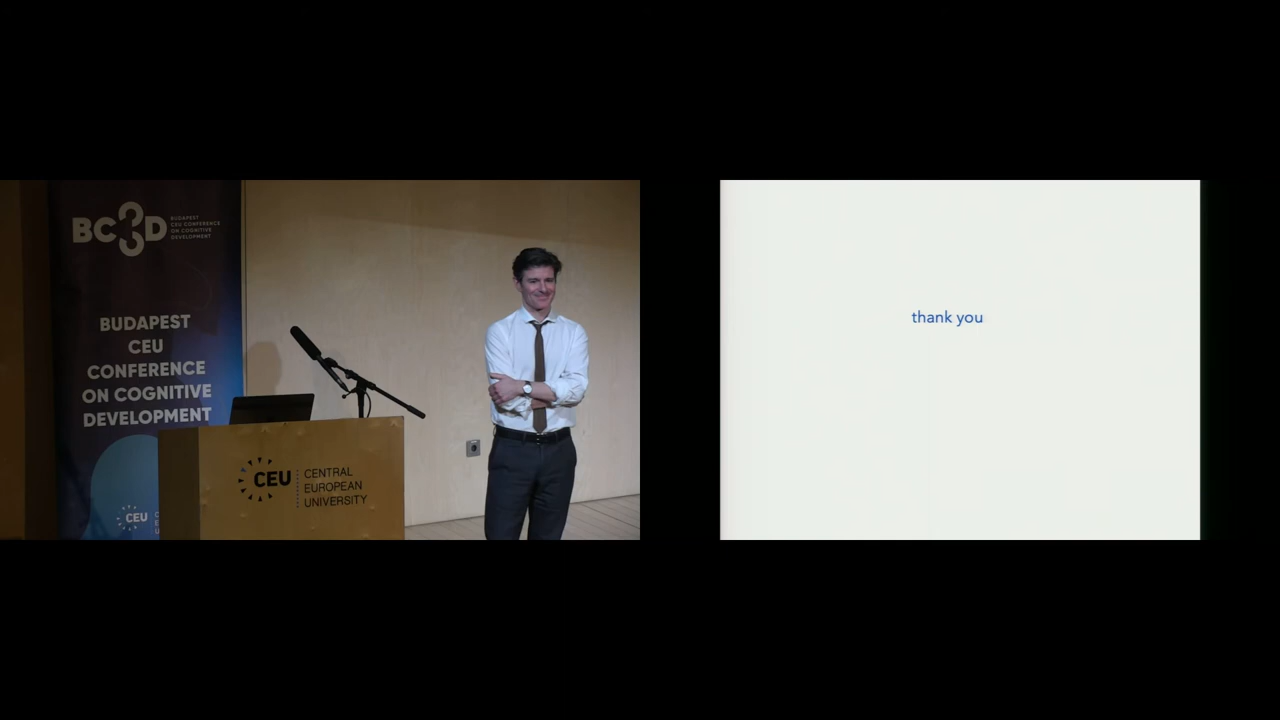 BCCCD
BUDAPEST
CEU CONFERENCE
ON COGNITIVE
DEVELOPMENT
BUDAPEST
CEU
CONFERENCE
ON COGNITIVE
DEVELOPMENT
CEU
CEU
CENTRAL
EUROPEAN
UNIVERSITY
thank you